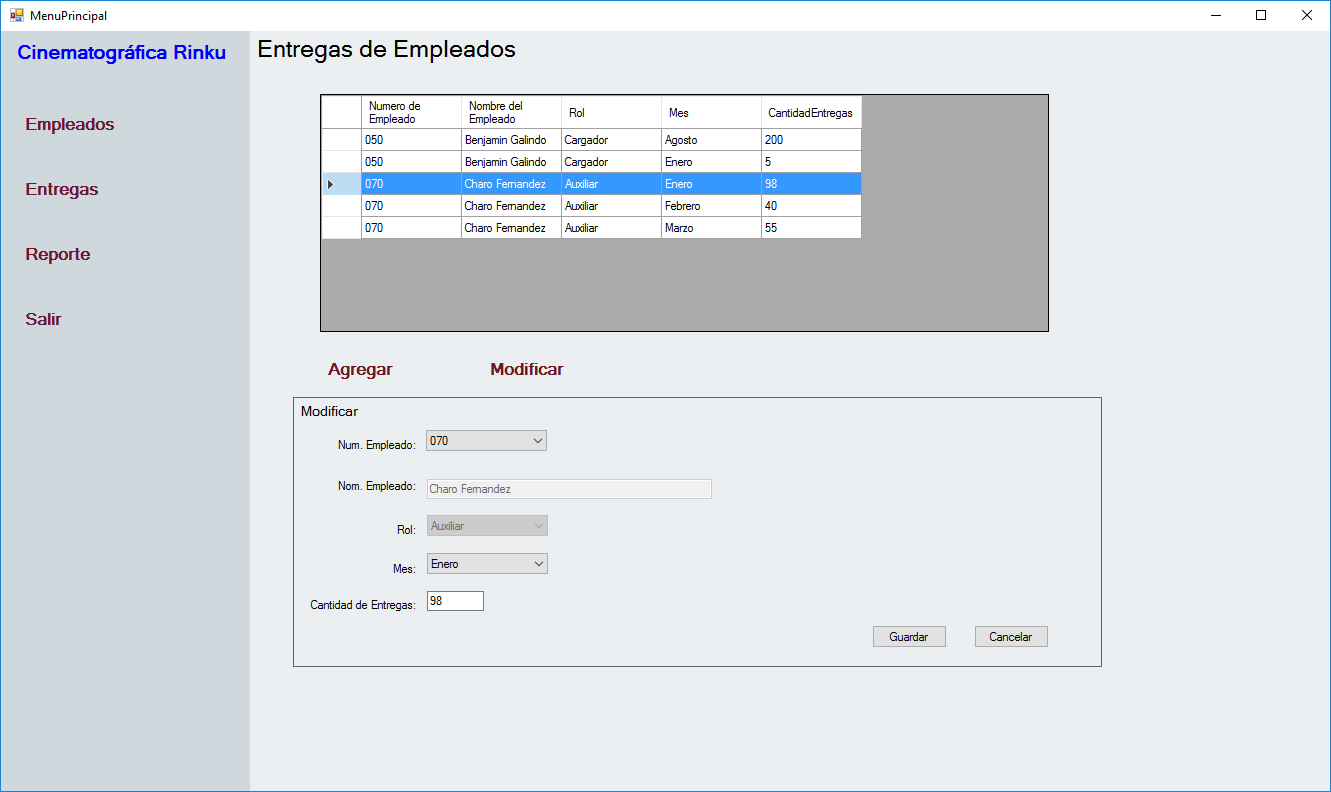 MenuPrincipal
Cinematográfica Rinku
Empleados
Entregas
Reporte
Salir
Entregas de Empleados
Numero de Empleado Nombre del Empleado Rol Mes CantidadEntregas
050 Benjamin Galindo Cargador Agosto 200
050 Benjamin Galindo Cargador Enero 5
070 Charo Fernandez Auxiliar Enero 98
070 Charo Fernandez Auxiliar Febrero 40
070 Charo Fernandez Auxiliar Marzo 55
Agregar Modificar
Modificar
Num. Empleado: 070
Nom. Empleado: Charo Fernandez
Rol: Auxiliar
Mes: Enero
Cantidad de Entregas: 98
Guardar Cancelar